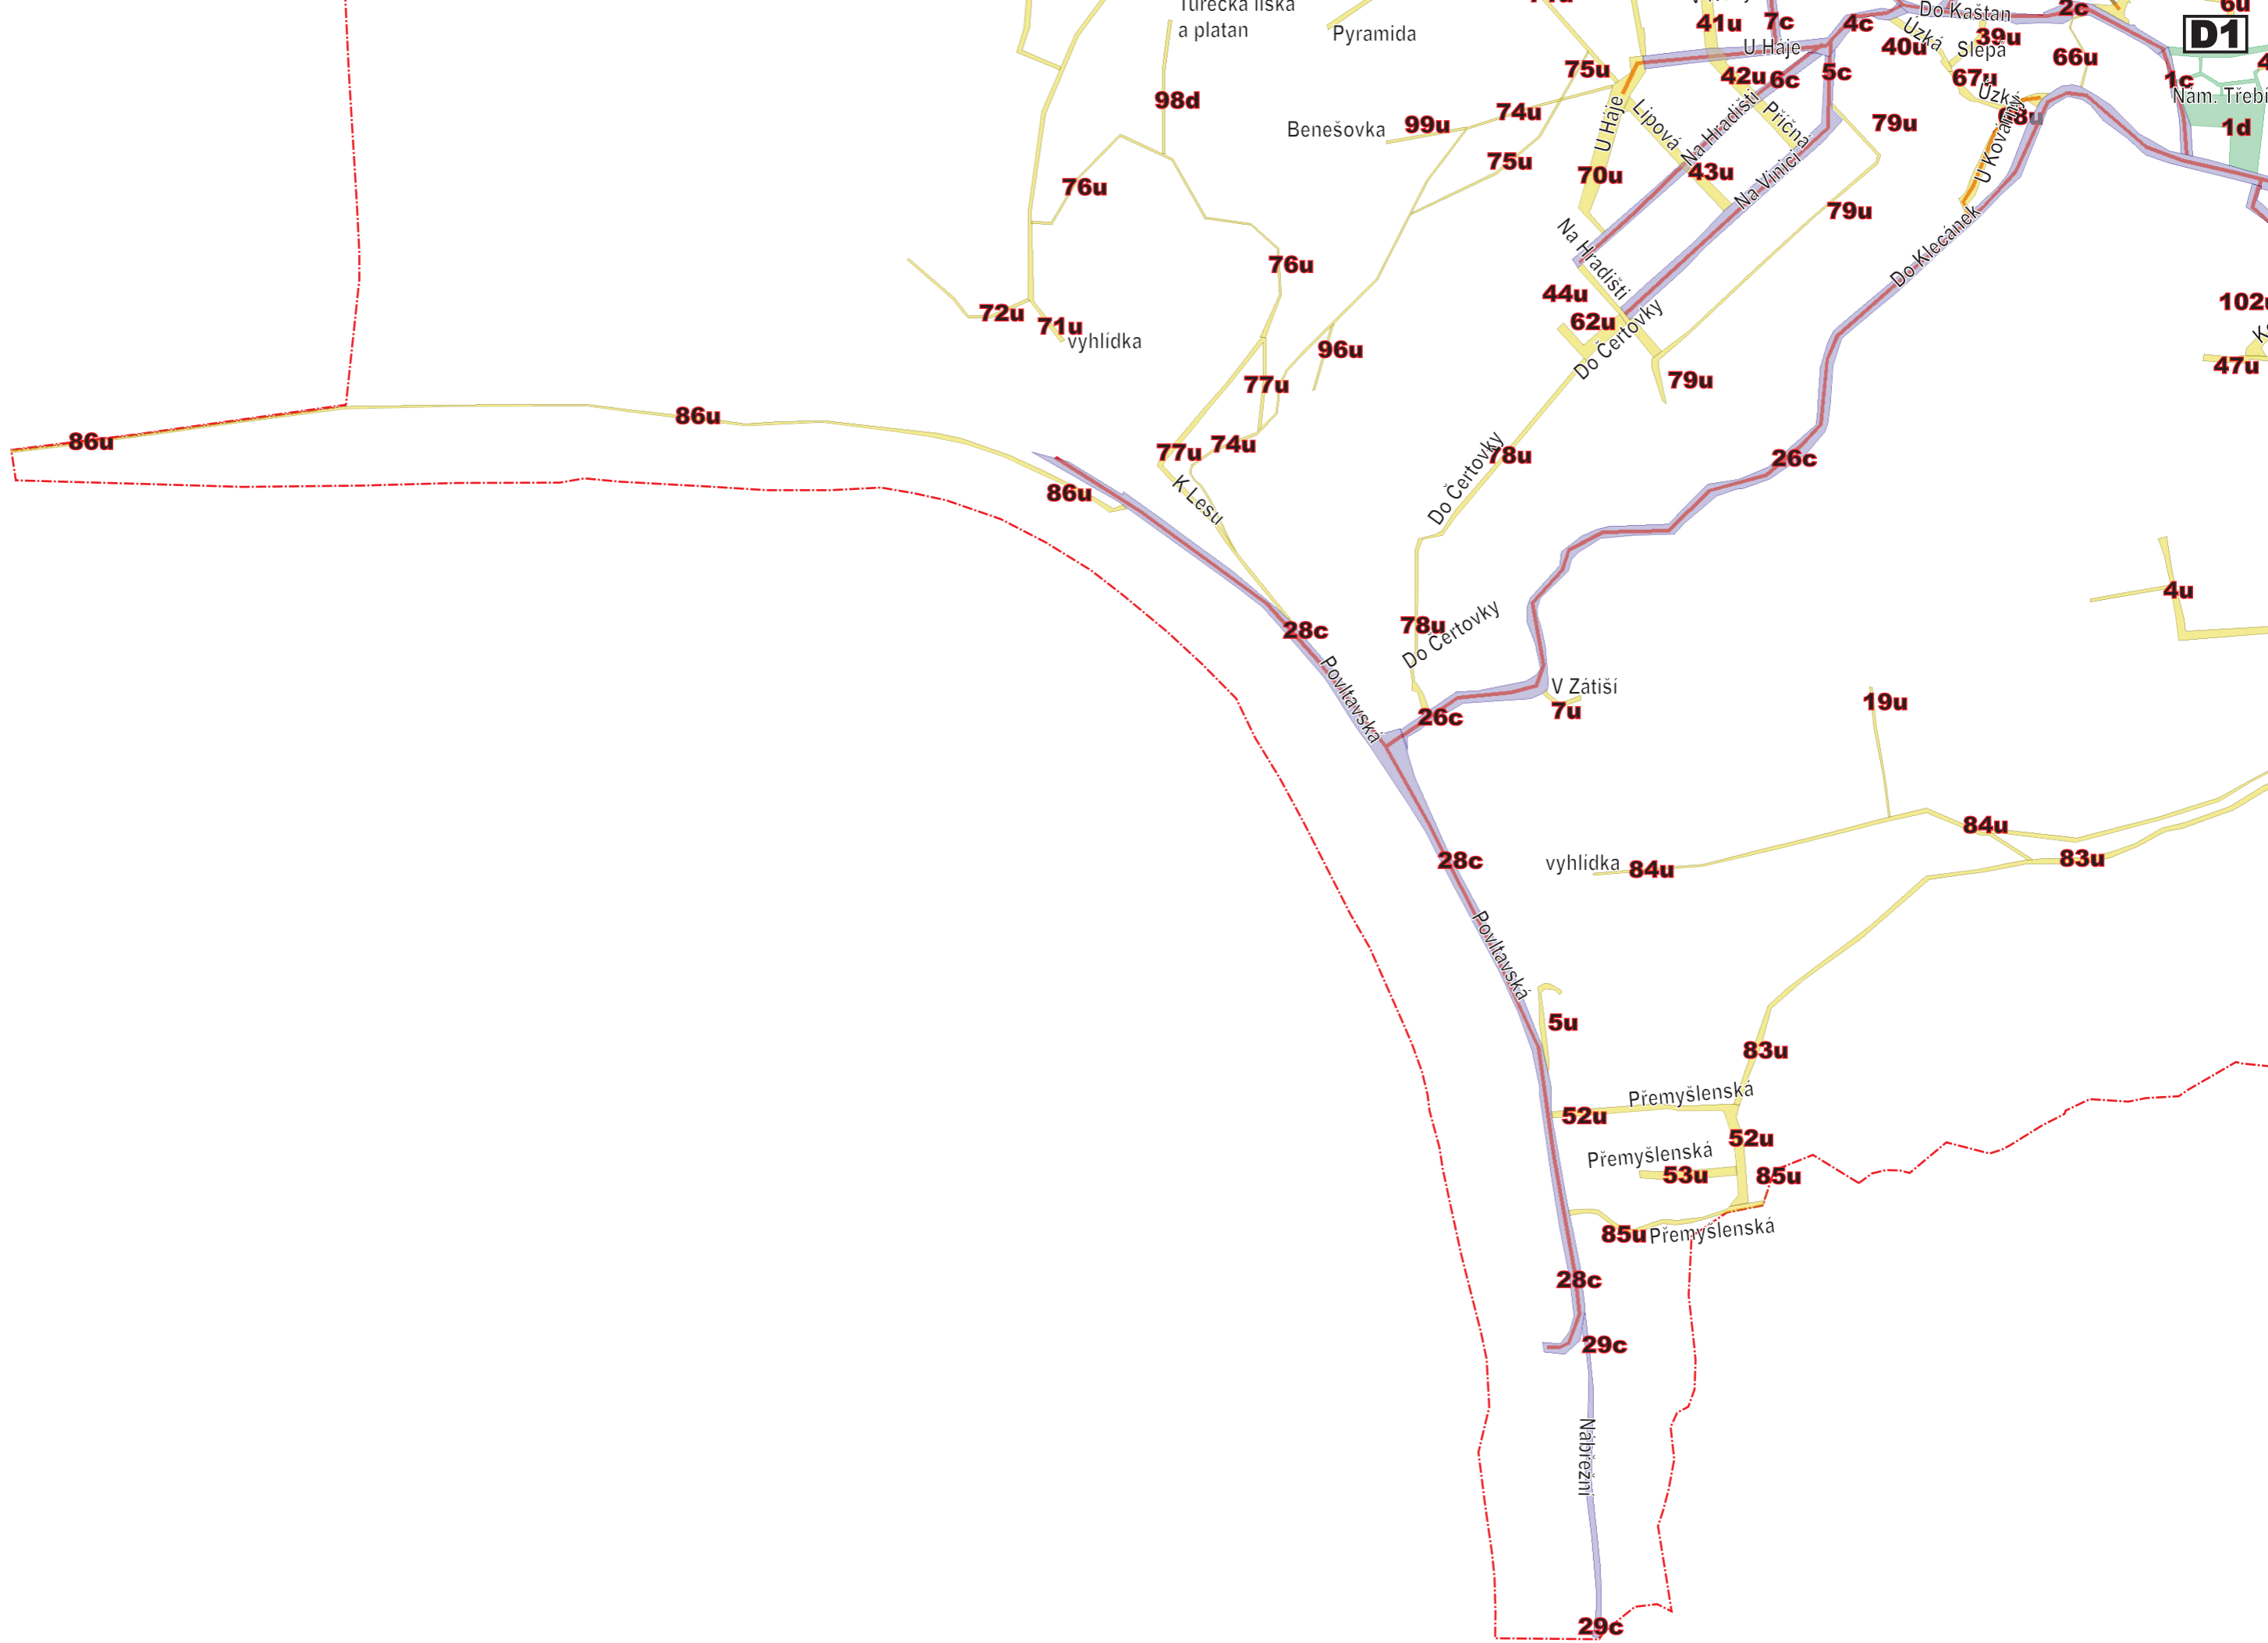 Turecká líska
a platan
Pyramida
41u
7c
4c
Do Kaštan
2c
6u
D1
U Háje
40u
Úzká
39u
Slepá
66u
75u
42u
6c
5c
67u
1c
Nám. Třebí
98d
Benešovka
99u
74u
U Háje
Lipová
Na Hradišti
Příčná
79u
Úzká
68u
U Kovárny
1d
75u
70u
43u
Na Vinici
76u
79u
Na Hradišti
Do Klecánek
76u
44u
102u
72u
71u
vyhlídka
62u
Do Čertovky
96u
47u
77u
79u
86u
86u
77u
74u
Do Čertovky
78u
26c
86u
K Lesu
4u
28c
78u
Do Čertovky
Povltavská
V Zátiší
7u
26c
19u
84u
28c
vyhlídka
84u
83u
Povltavská
5u
83u
Přemyšlenská
52u
52u
Přemyšlenská
53u
85u
85u
Přemyšlenská
28c
29c
Nábřežní
29c